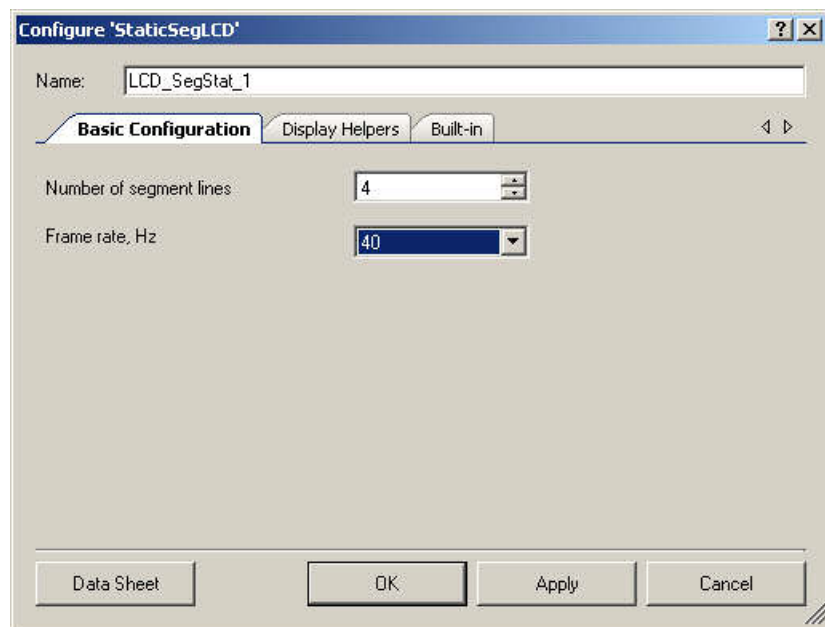 Configure 'StaticSegLCD'
Name: LCD_SegStat_1
Basic Configuration Display Helpers Built-in
Number of segment lines 4
Frame rate, Hz 40
Data Sheet OK Apply Cancel